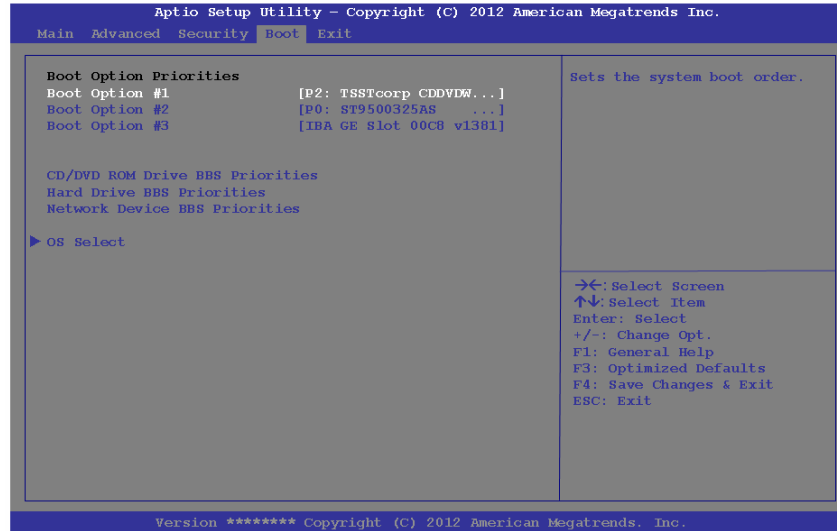 Aptio Setup Utility – Copyright (C) 2012 American Megatrends Inc.
Main Advanced Security Boot Exit
Boot Option Priorities
Boot Option #1 [P2: TSSTcorp CDDVDW...]
Boot Option #2 [P0: ST9500325AS ...]
Boot Option #3 [IBA GE Slot 00C8 v1381]
CD/DVD ROM Drive BBS Priorities
Hard Drive BBS Priorities
Network Device BBS Priorities
▶ OS Select
Sets the system boot order.
→←: Select Screen
↑↓: Select Item
Enter: Select
+/-: Change Opt.
F1: General Help
F3: Optimized Defaults
F4: Save Changes & Exit
ESC: Exit
Version ******** Copyright (C) 2012 American Megatrends. Inc.